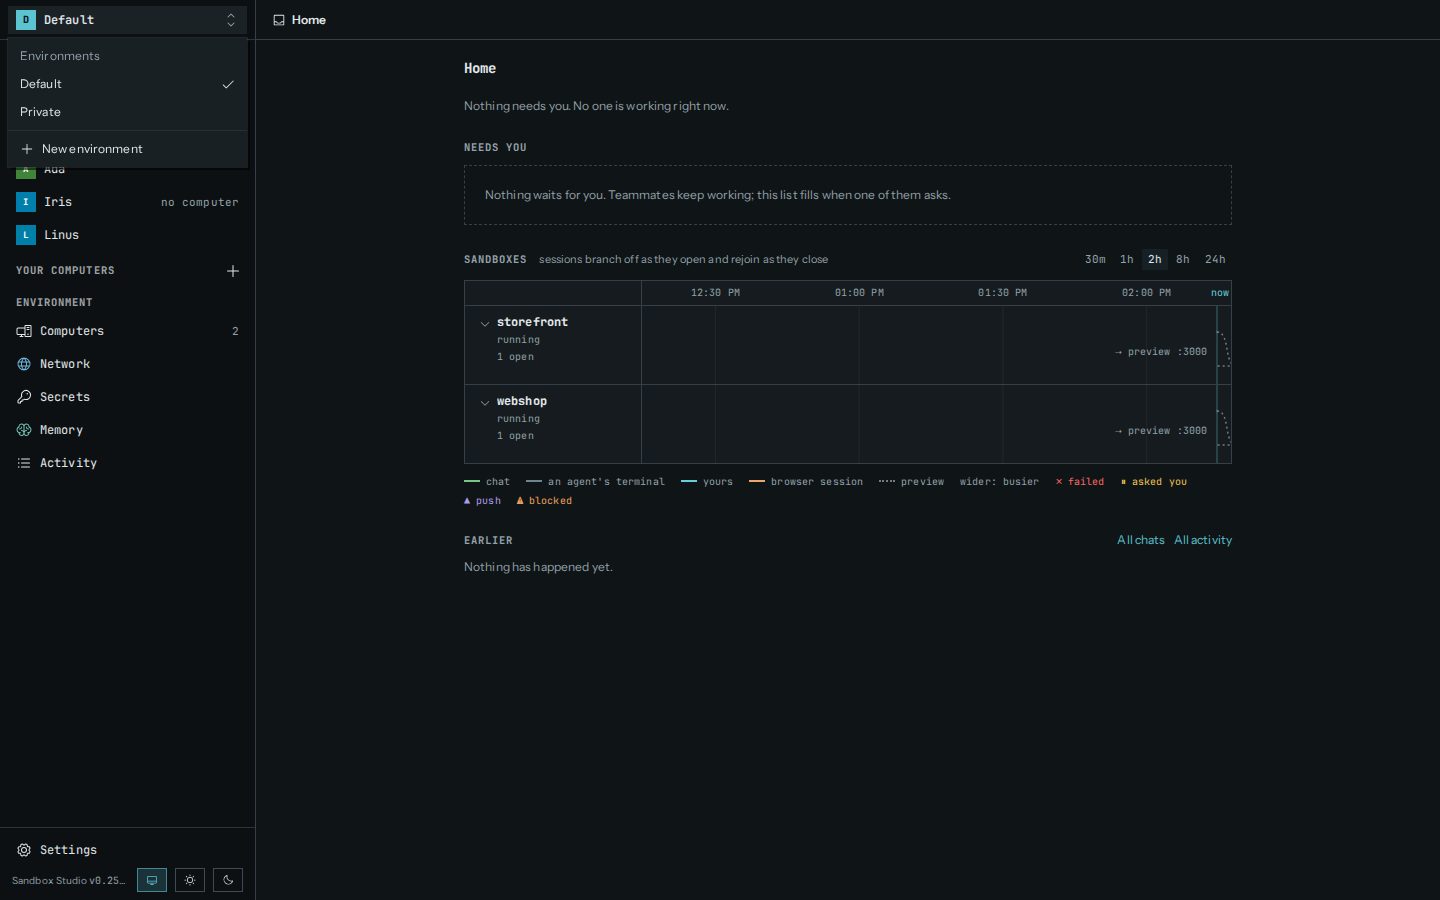 D Default
Environments
Default
Private
New environment
A Ada
I Iris no computer
L Linus
YOUR COMPUTERS
ENVIRONMENT
Computers 2
Network
Secrets
Memory
Activity
Settings
Sandbox Studio v0.25…
Home
Home
Nothing needs you. No one is working right now.
NEEDS YOU
Nothing waits for you. Teammates keep working; this list fills when one of them asks.
SANDBOXES sessions branch off as they open and rejoin as they close 30m 1h 2h 8h 24h
12:30 PM 01:00 PM 01:30 PM 02:00 PM now
storefront
running
1 open
→ preview :3000
webshop
running
1 open
→ preview :3000
chat an agent's terminal yours browser session preview wider: busier × failed asked you
push blocked
EARLIER All chats All activity
Nothing has happened yet.